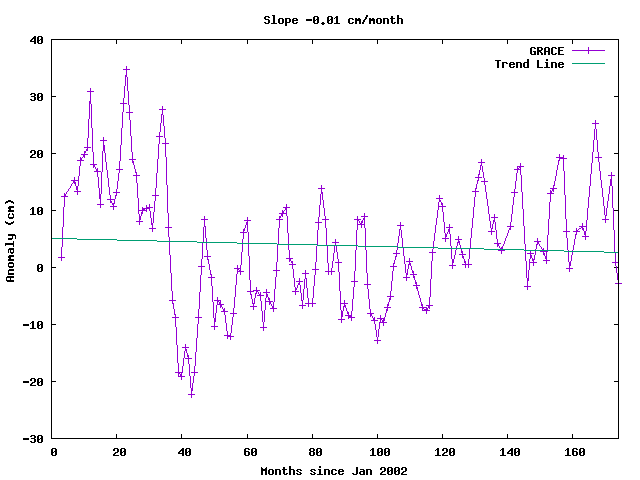 Slope -0.01 cm/month
GRACE
Trend Line
Anomaly (cm)
40
30
20
10
0
-10
-20
-30
0 20 40 60 80 100 120 140 160
Months since Jan 2002